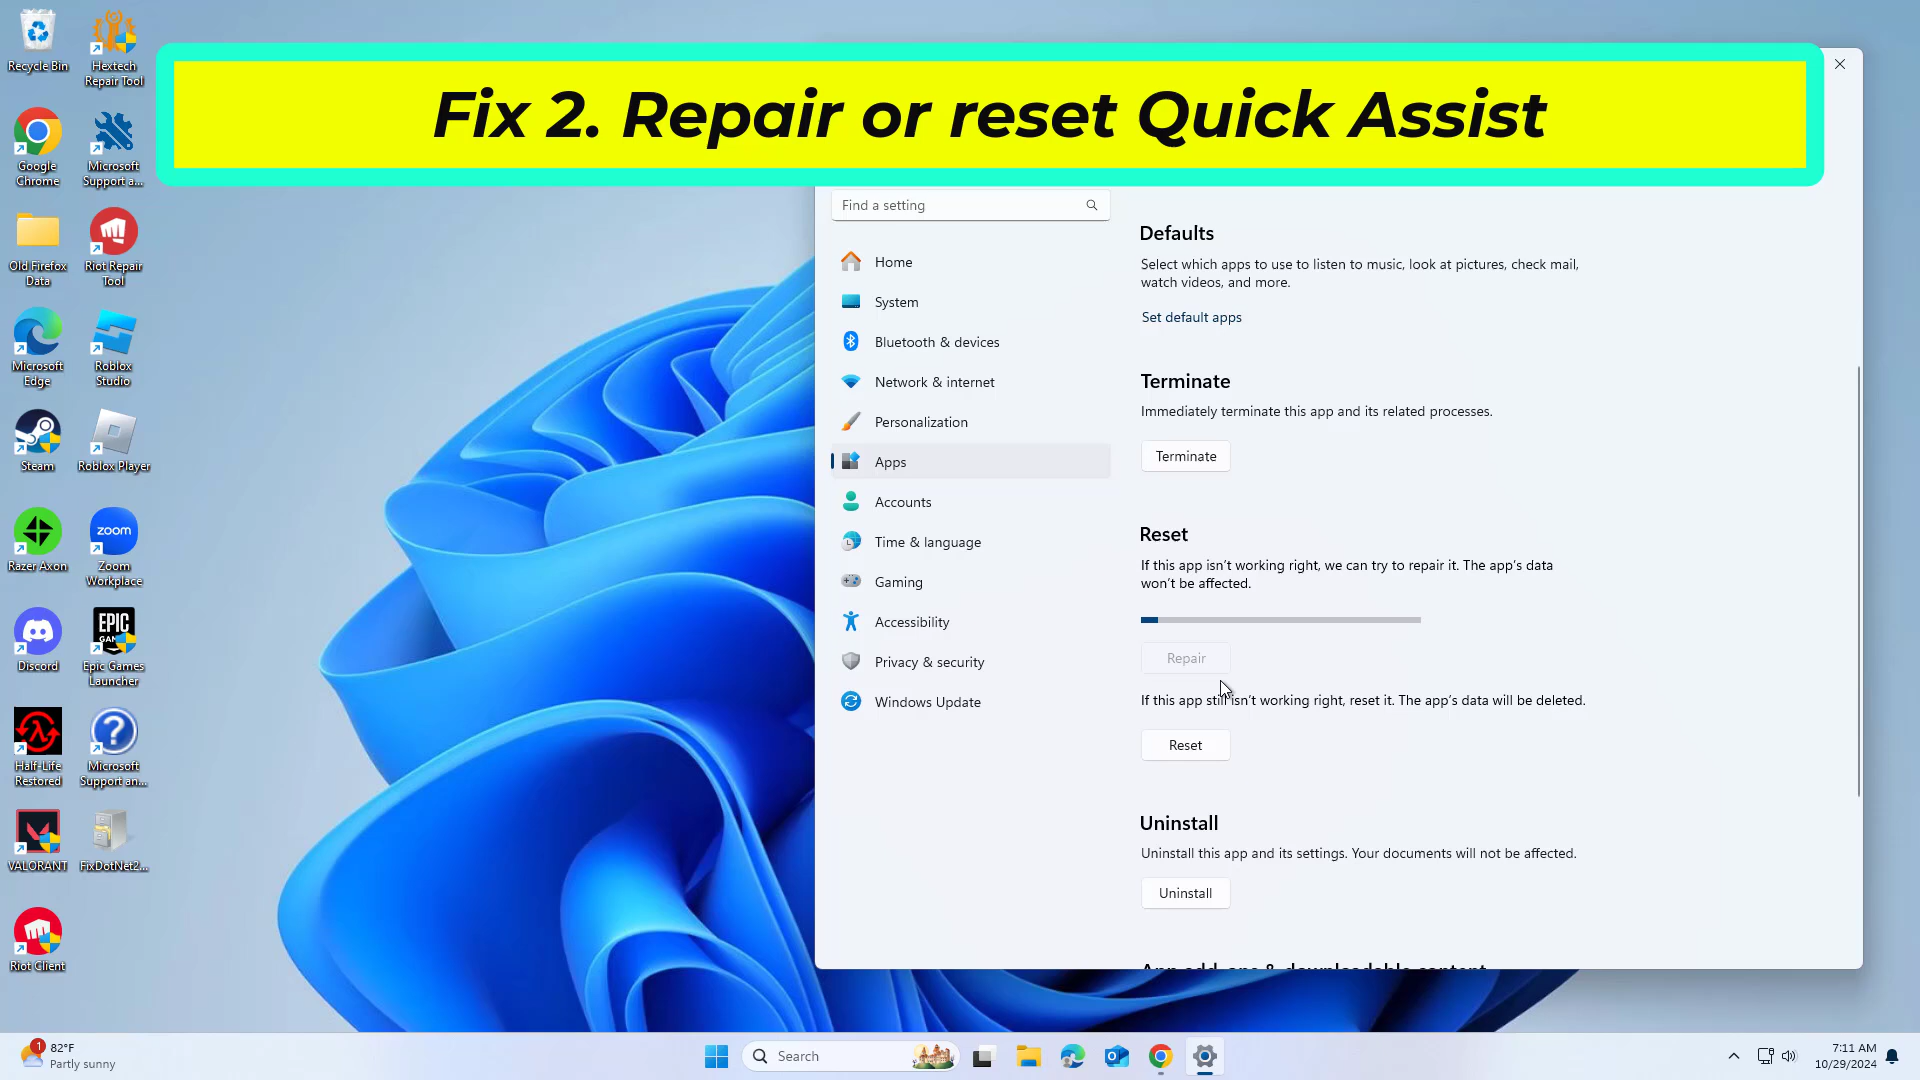 Fix 2. Repair or reset Quick Assist
Recycle Bin
Hextech
Repair Tool
Google
Chrome
Microsoft
Support a...
Old Firefox
Data
Riot Repair
Tool
Microsoft
Edge
Roblox
Studio
Steam
Roblox Player
Razer Axon
zoom
Zoom
Workplace
Discord
EPIC
GAMES
Epic Games
Launcher
Half-Life
Restored
Microsoft
Support an...
VALORANT
FixDotNet2...
Riot Client
Find a setting
Home
System
Bluetooth & devices
Network & internet
Personalization
Apps
Accounts
Time & language
Gaming
Accessibility
Privacy & security
Windows Update
Defaults
Select which apps to use to listen to music, look at pictures, check mail,
watch videos, and more.
Set default apps
Terminate
Immediately terminate this app and its related processes.
Terminate
Reset
If this app isn't working right, we can try to repair it. The app's data
won't be affected.
Repair
If this app still isn't working right, reset it. The app's data will be deleted.
Reset
Uninstall
Uninstall this app and its settings. Your documents will not be affected.
Uninstall
App add-ons & downloadable content
1
82°F
Partly sunny
Search
7:11 AM
10/29/2024